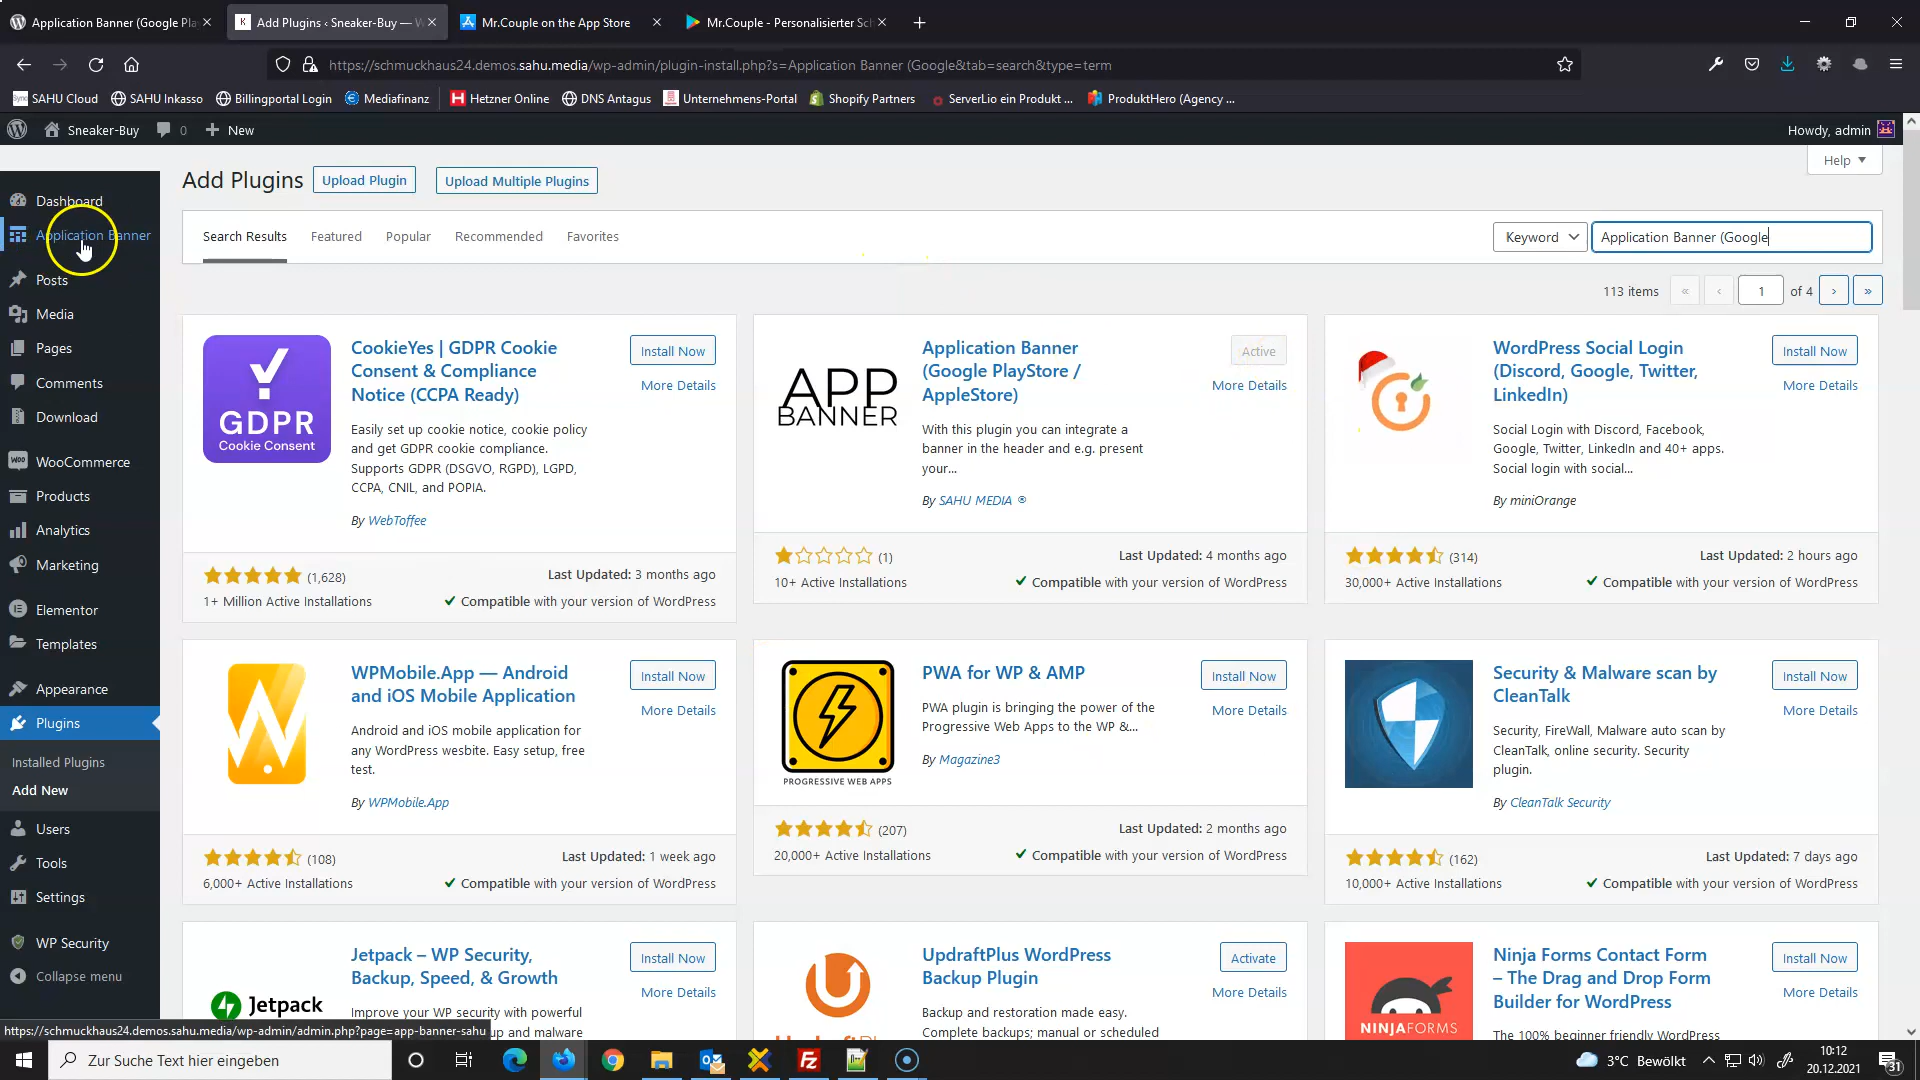 Application Banner (Google Pla
Add Plugins ‹ Sneaker-Buy — W
Mr.Couple on the App Store
Mr.Couple - Personalisierter Sch
https://schmuckhaus24.demos.sahu.media/wp-admin/plugin-install.php?s=Application Banner (Google&tab=search&type=term
SAHU Cloud
SAHU Inkasso
Billingportal Login
Mediafinanz
Hetzner Online
DNS Antagus
Unternehmens-Portal
Shopify Partners
ServerLio ein Produkt ...
ProduktHero (Agency ...
Sneaker-Buy
0
New
Howdy, admin
Help
Add Plugins
Upload Plugin
Upload Multiple Plugins
Dashboard
Application Banner
Posts
Media
Pages
Comments
Download
WooCommerce
Products
Analytics
Marketing
Elementor
Templates
Appearance
Plugins
Installed Plugins
Add New
Users
Tools
Settings
WP Security
Collapse menu
Search Results
Featured
Popular
Recommended
Favorites
Keyword
Application Banner (Google
113 items
«
‹
1
of 4
›
»
GDPR
Cookie Consent
CookieYes | GDPR Cookie
Consent & Compliance
Notice (CCPA Ready)
Install Now
More Details
Easily set up cookie notice, cookie policy
and get GDPR cookie compliance.
Supports GDPR (DSGVO, RGPD), LGPD,
CCPA, CNIL, and POPIA.
By WebToffee
(1,628)
1+ Million Active Installations
Last Updated: 3 months ago
Compatible with your version of WordPress
APP
BANNER
Application Banner
(Google PlayStore /
AppleStore)
Active
More Details
With this plugin you can integrate a
banner in the header and e.g. present
your...
By SAHU MEDIA ®
(1)
10+ Active Installations
Last Updated: 4 months ago
Compatible with your version of WordPress
WordPress Social Login
(Discord, Google, Twitter,
LinkedIn)
Install Now
More Details
Social Login with Discord, Facebook,
Google, Twitter, LinkedIn and 40+ apps.
Social login with social...
By miniOrange
(314)
30,000+ Active Installations
Last Updated: 2 hours ago
Compatible with your version of WordPress
WPMobile.App — Android
and iOS Mobile Application
Install Now
More Details
Android and iOS mobile application for
any WordPress wesbite. Easy setup, free
test.
By WPMobile.App
(108)
6,000+ Active Installations
Last Updated: 1 week ago
Compatible with your version of WordPress
PROGRESSIVE WEB APPS
PWA for WP & AMP
Install Now
More Details
PWA plugin is bringing the power of the
Progressive Web Apps to the WP &...
By Magazine3
(207)
20,000+ Active Installations
Last Updated: 2 months ago
Compatible with your version of WordPress
Security & Malware scan by
CleanTalk
Install Now
More Details
Security, FireWall, Malware auto scan by
CleanTalk, online security. Security
plugin.
By CleanTalk Security
(162)
10,000+ Active Installations
Last Updated: 7 days ago
Compatible with your version of WordPress
Jetpack
Jetpack – WP Security,
Backup, Speed, & Growth
Install Now
More Details
Improve your WP security with powerful
up and malware
UpdraftPlus WordPress
Backup Plugin
Activate
More Details
Backup and restoration made easy.
Complete backups; manual or scheduled
NINJAFORMS
Ninja Forms Contact Form
– The Drag and Drop Form
Builder for WordPress
Install Now
More Details
The 100% beginner friendly WordPress
https://schmuckhaus24.demos.sahu.media/wp-admin/admin.php?page=app-banner-sahu
Zur Suche Text hier eingeben
3°C Bewölkt
10:12
20.12.2021
31